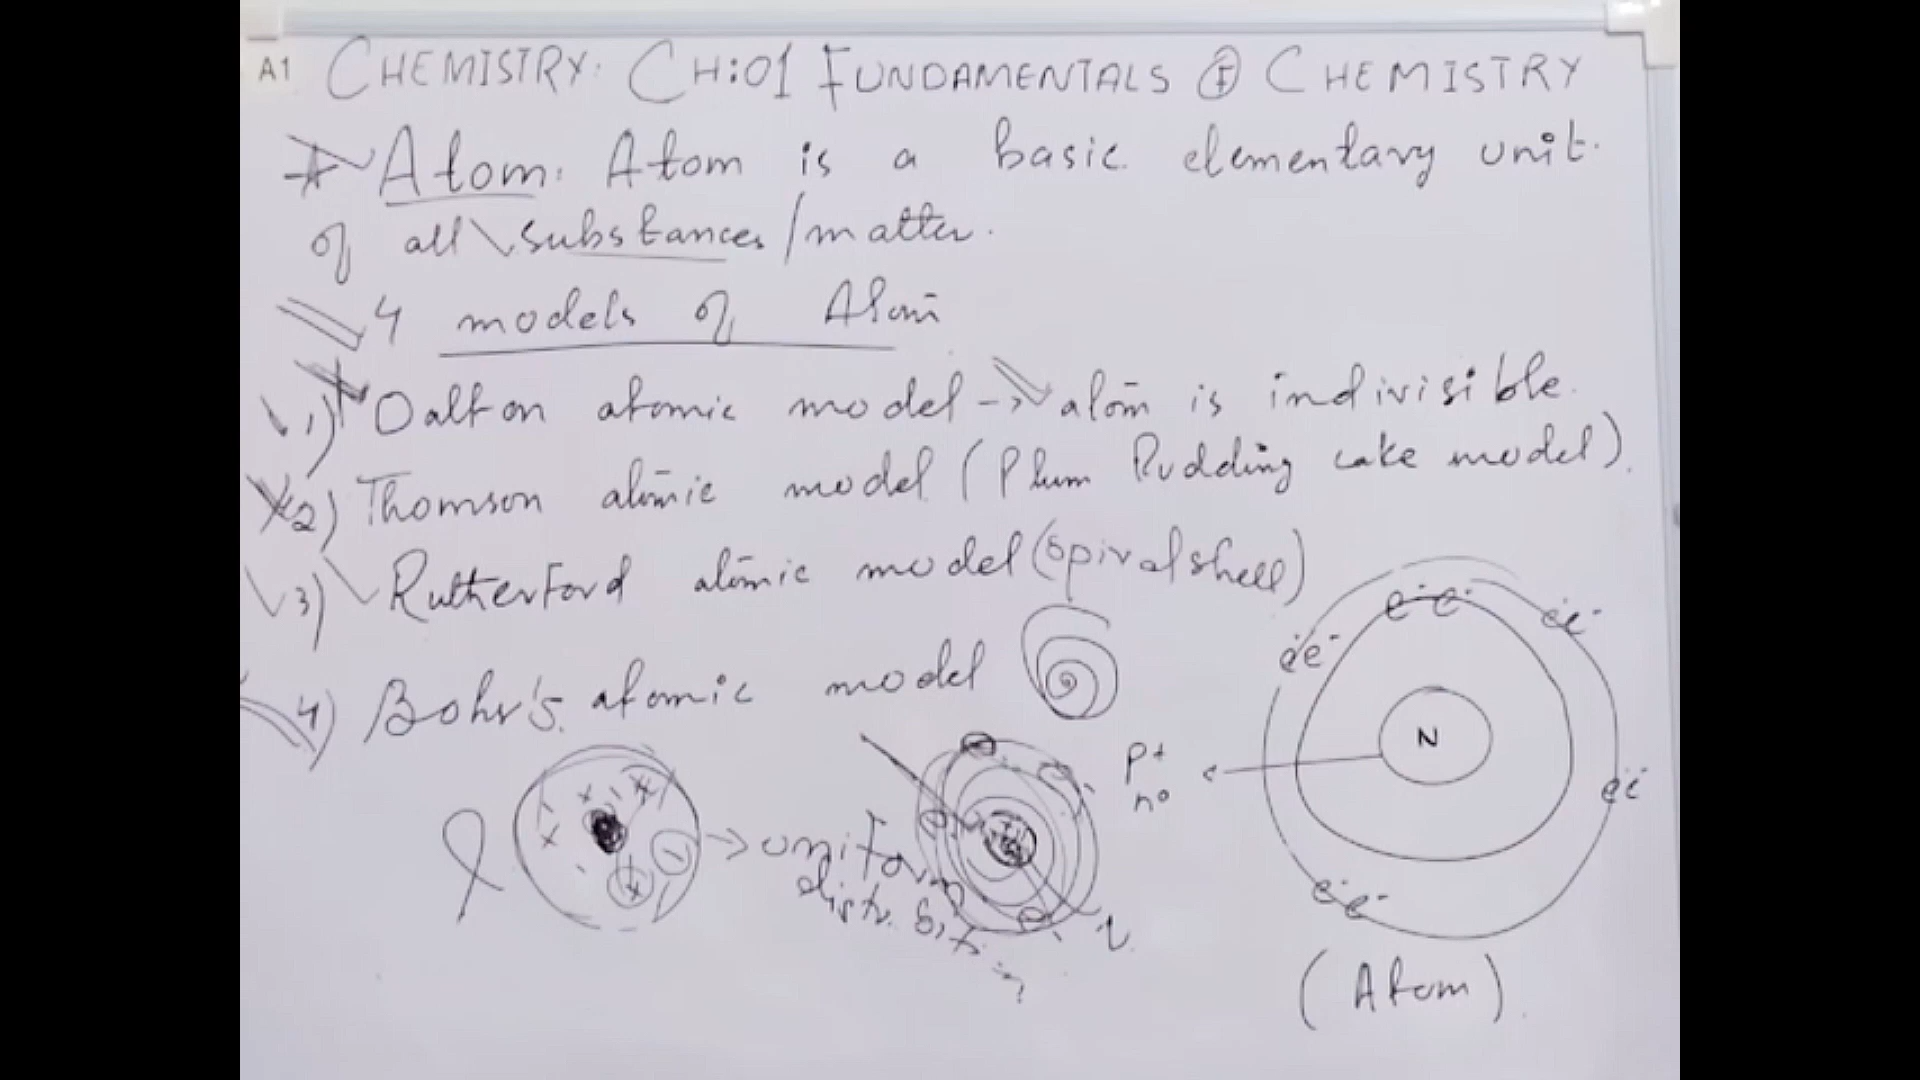 A1
CHEMISTRY: CH:01 FUNDAMENTALS OF CHEMISTRY
Atom: Atom is a basic elementary unit.
of all substances/matter.
4 models of Atom
1) Dalton atomic model -> atom is indivisible.
2) Thomson atomic model (Plum Pudding cake model).
3) Rutherford atomic model (spiral shell)
4) Bohr's atomic model
e- e-
e- e-
e- e-
N
P+
n°
e- e-
e- e-
-> uniform
distribution
(Atom)